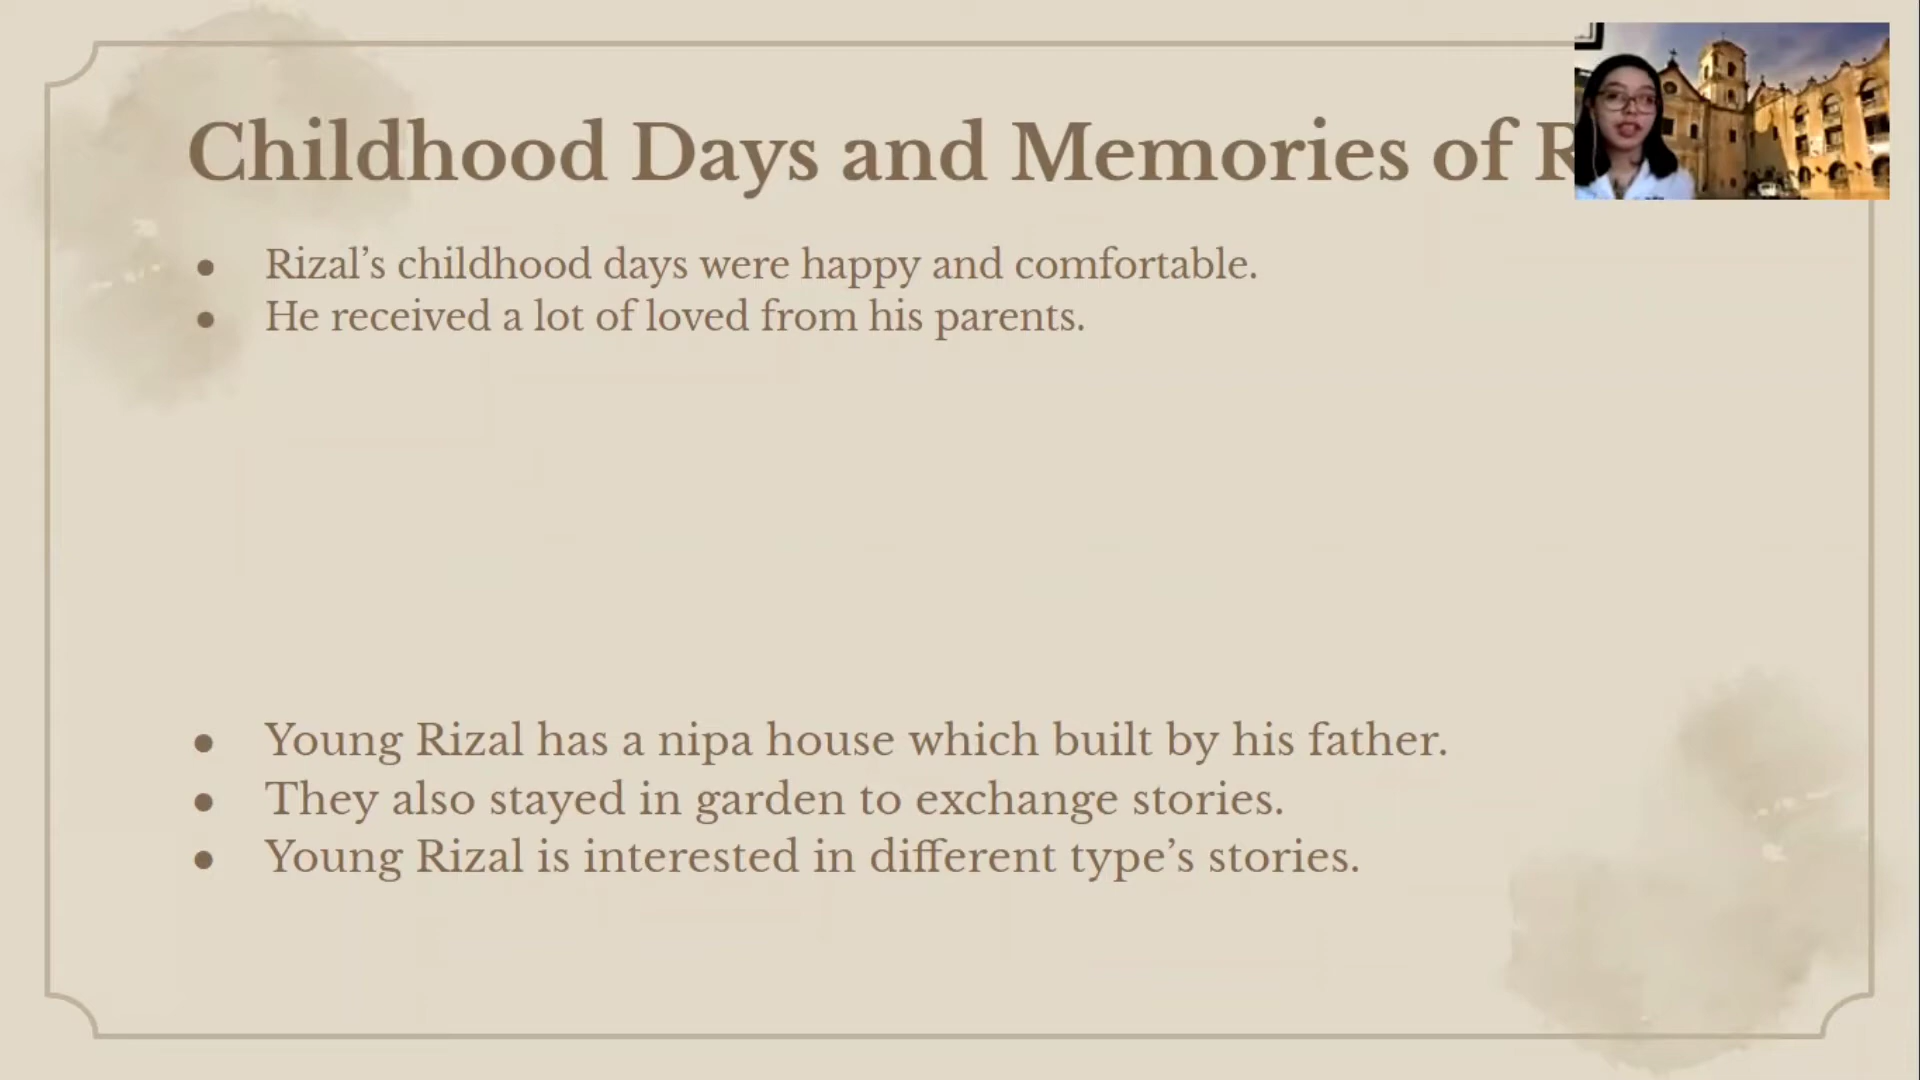 Childhood Days and Memories of
● Rizal’s childhood days were happy and comfortable.
● He received a lot of loved from his parents.
● Young Rizal has a nipa house which built by his father.
● They also stayed in garden to exchange stories.
● Young Rizal is interested in different type’s stories.